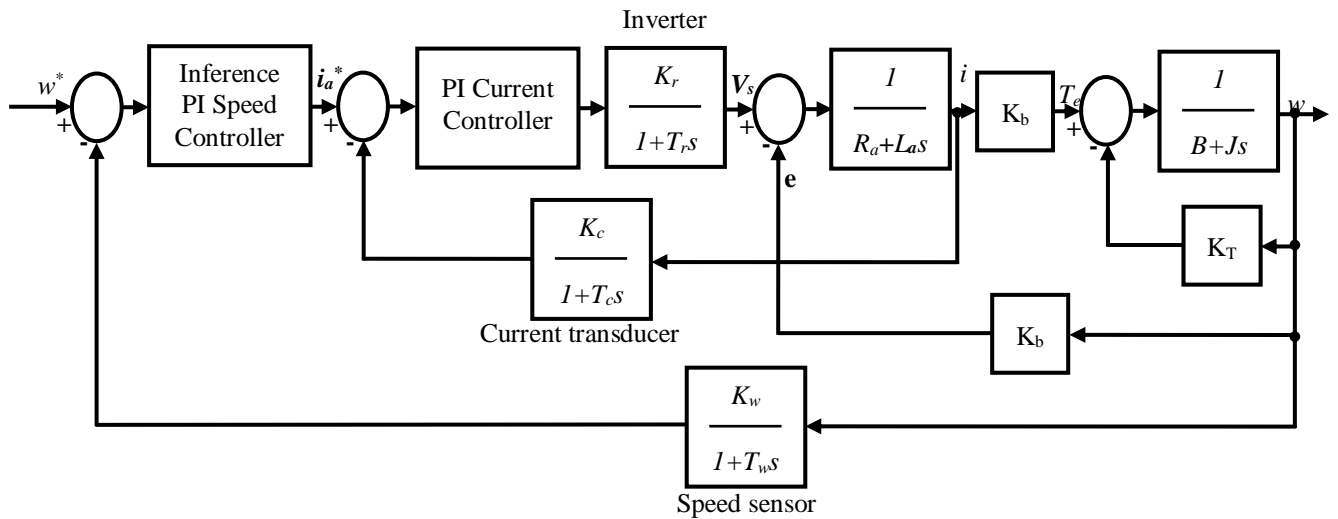 Inverter
w*
+
-
Inference
PI Speed
Controller
ia*
+
-
PI Current
Controller
Kr
1+Trs
Vs
+
-
e
1
Ra+Las
i
Kb
Te
+
-
1
B+Js
w
KT
Kc
1+Tcs
Current transducer
Kb
Kw
1+Tws
Speed sensor